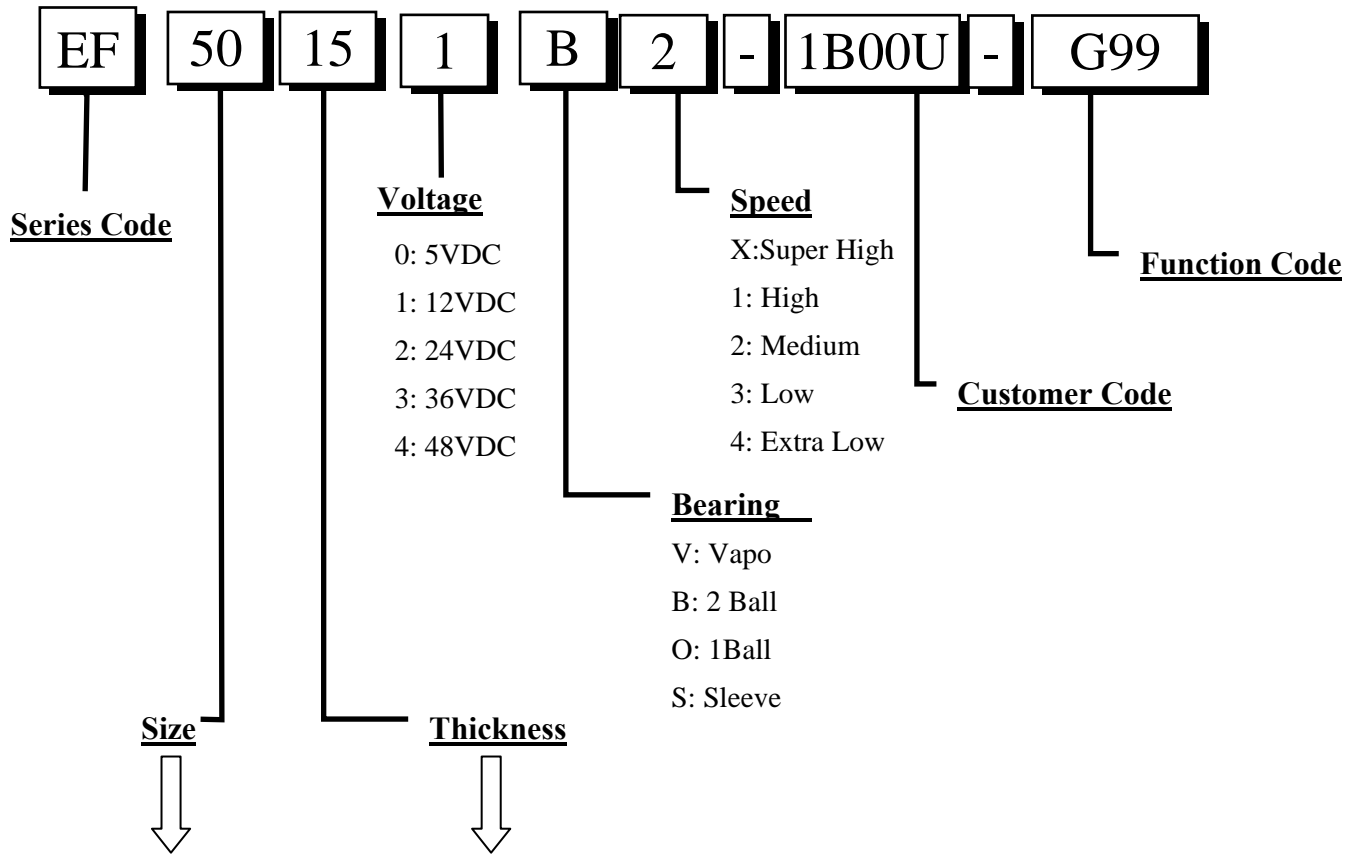 EF 50 15 1 B 2 - 1B00U - G99
Series Code
Voltage
0: 5VDC
1: 12VDC
2: 24VDC
3: 36VDC
4: 48VDC
Speed
X:Super High
1: High
2: Medium
3: Low
4: Extra Low
Function Code
Customer Code
Bearing
V: Vapo
B: 2 Ball
O: 1Ball
S: Sleeve
Size
Thickness